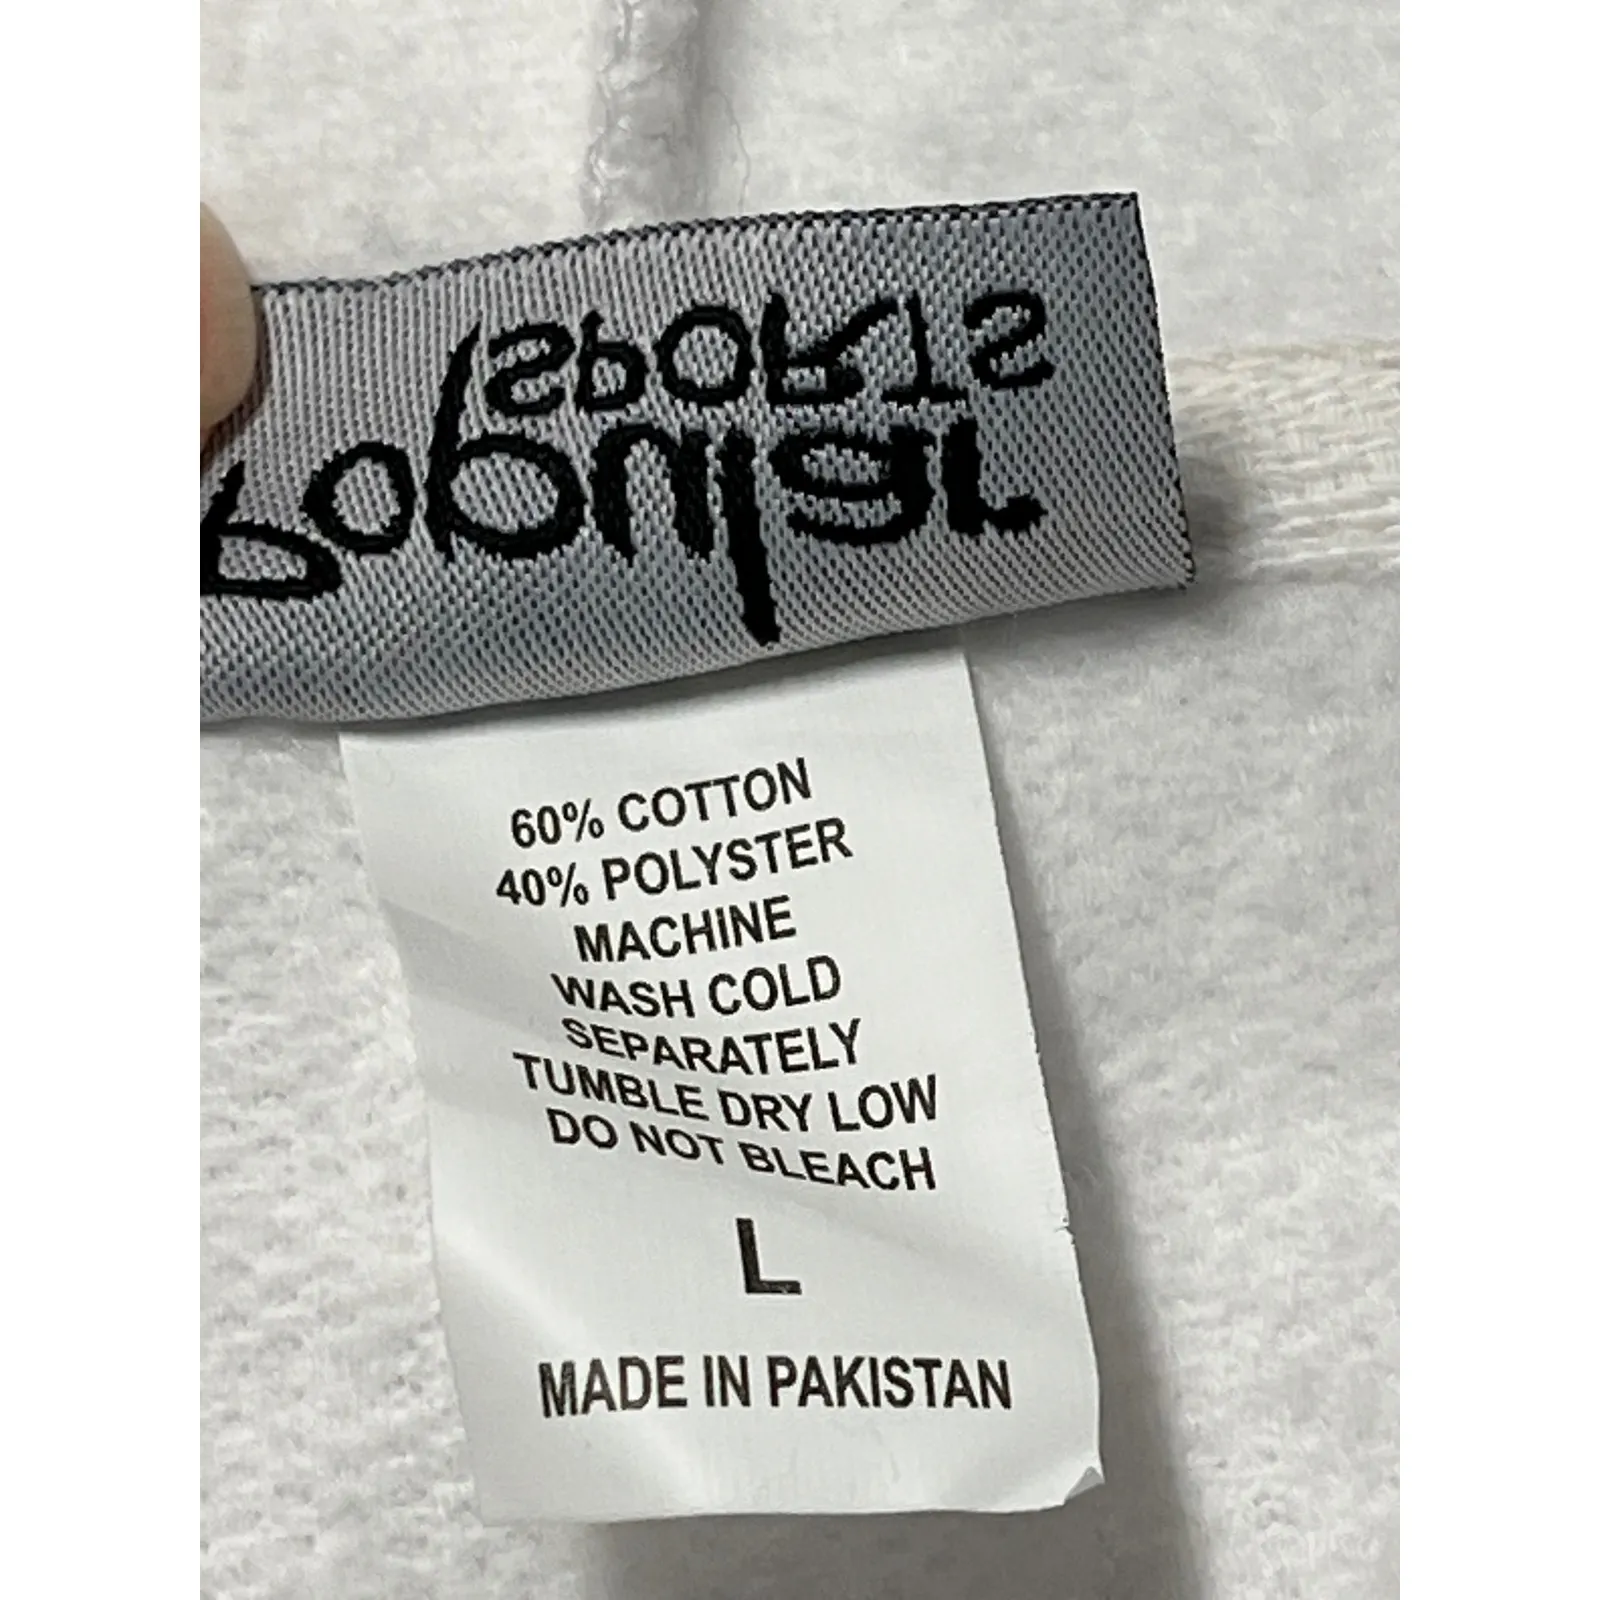 Popular
SPORTS
60% COTTON
40% POLYSTER
MACHINE
WASH COLD
SEPARATELY
TUMBLE DRY LOW
DO NOT BLEACH
L
MADE IN PAKISTAN